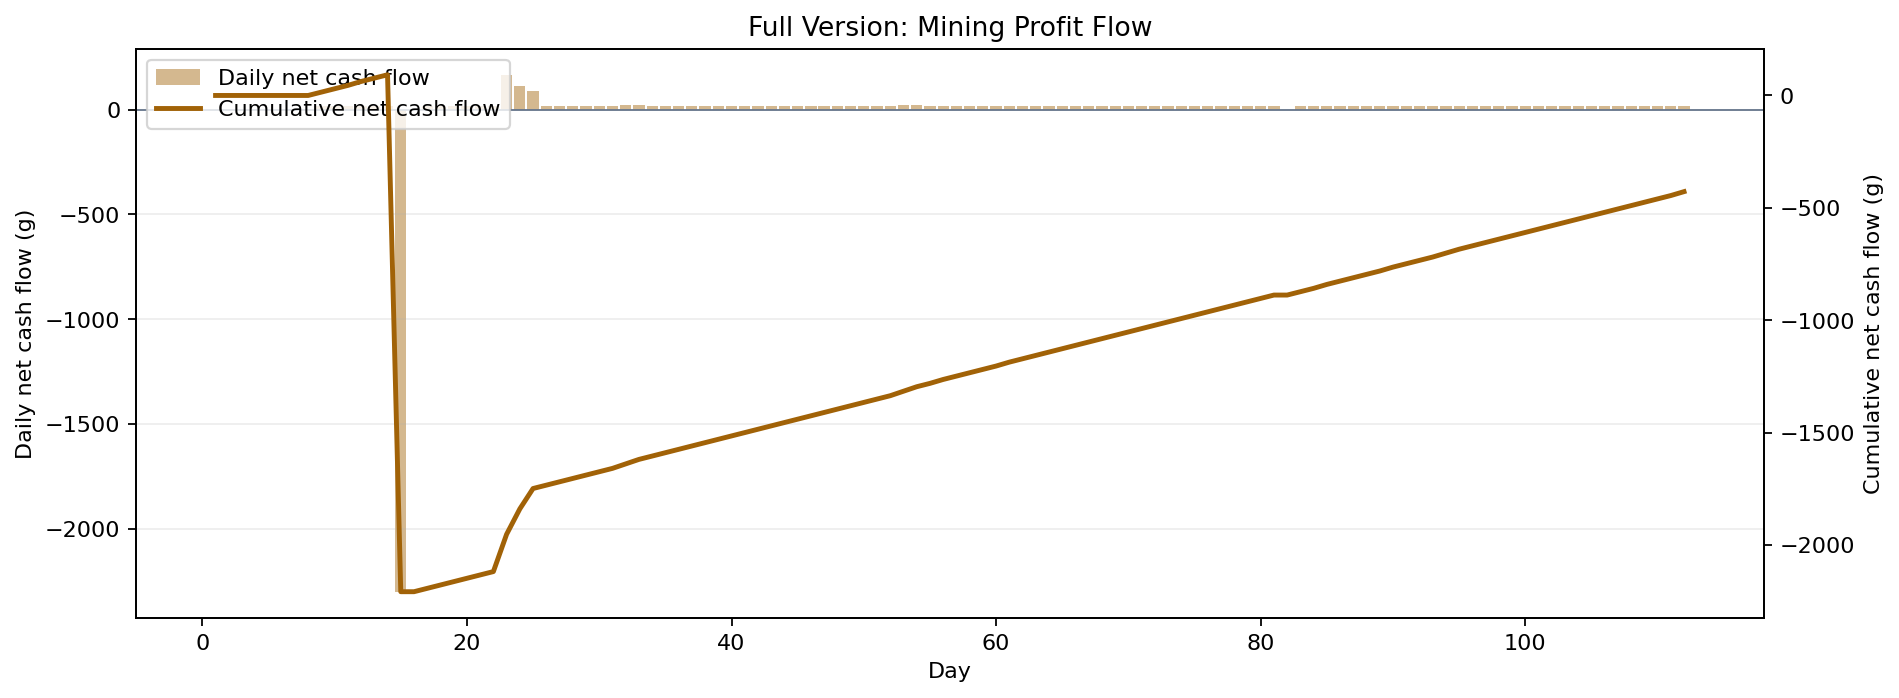 Full Version: Mining Profit Flow
Daily net cash flow
Cumulative net cash flow
Daily net cash flow (g)
0
−500
−1000
−1500
−2000
0
−500
−1000
−1500
−2000
Cumulative net cash flow (g)
0 20 40 60 80 100
Day